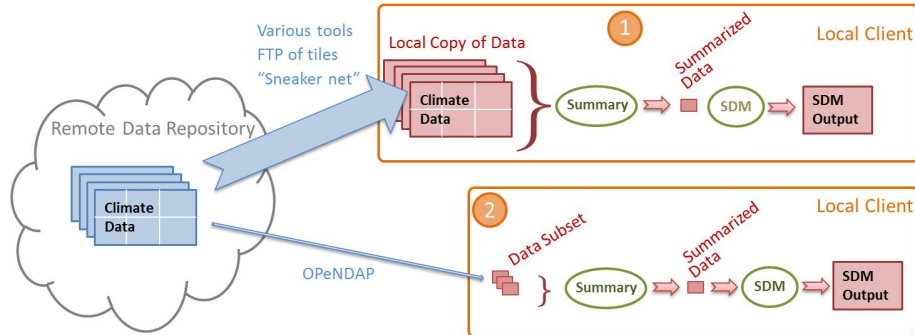 Various tools
FTP of tiles
“Sneaker net”
Remote Data Repository
Climate
Data
OPeNDAP
1
Local Client
Local Copy of Data
Climate
Data
Summary
Summarized
Data
SDM
SDM
Output
2
Local Client
Data Subset
Summary
Summarized
Data
SDM
SDM
Output